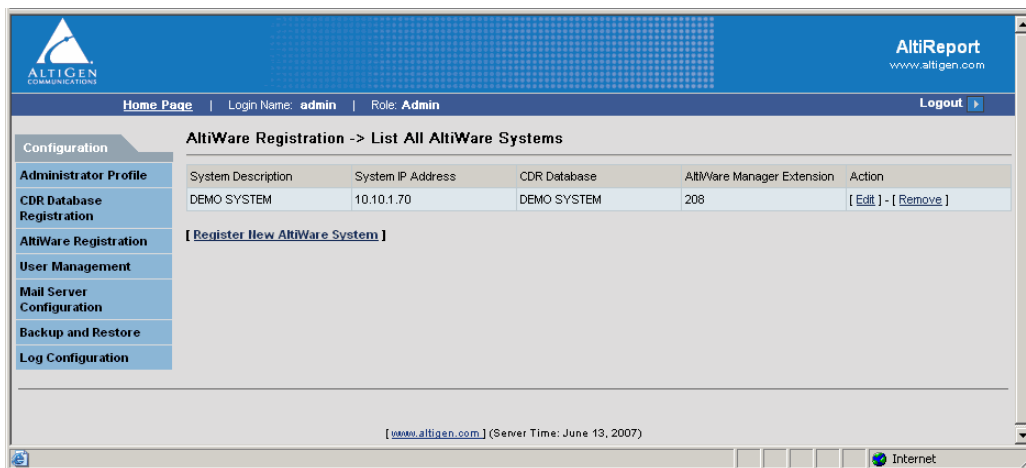 ALTIGEN
COMMUNICATIONS
AltiReport
www.altigen.com
Home Page | Login Name: admin | Role: Admin
Logout
Configuration
Administrator Profile
CDR Database
Registration
AltiWare Registration
User Management
Mail Server
Configuration
Backup and Restore
Log Configuration
AltiWare Registration -> List All AltiWare Systems
System Description System IP Address CDR Database AltiWare Manager Extension Action
DEMO SYSTEM 10.10.1.70 DEMO SYSTEM 208 [ Edit ] - [ Remove ]
[ Register New AltiWare System ]
[ www.altigen.com ] (Server Time: June 13, 2007)
Internet